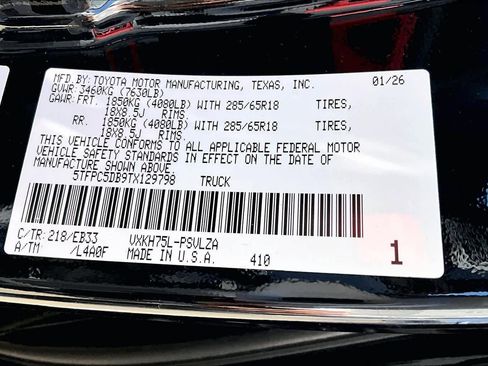 MFD.BY:TOYOTA MOTOR MANUFACTURING, TEXAS, INC. 01/26
GVWR:3460KG (7630LB)
GAWR:FRT. 1850KG (4080LB) WITH 285/65R18 TIRES,
18X8.5J RIMS.
RR. 1850KG (4080LB) WITH 285/65R18 TIRES,
18X8.5J RIMS.
THIS VEHICLE CONFORMS TO ALL APPLICABLE FEDERAL MOTOR
VEHICLE SAFETY STANDARDS IN EFFECT ON THE DATE OF
MANUFACTURE SHOWN ABOVE
5TFPC5DB9TX129798 TRUCK
C/TR:218/EB33 VXKH75L-PSVLZA
A/TM /L4A0F MADE IN U.S.A. 410 1